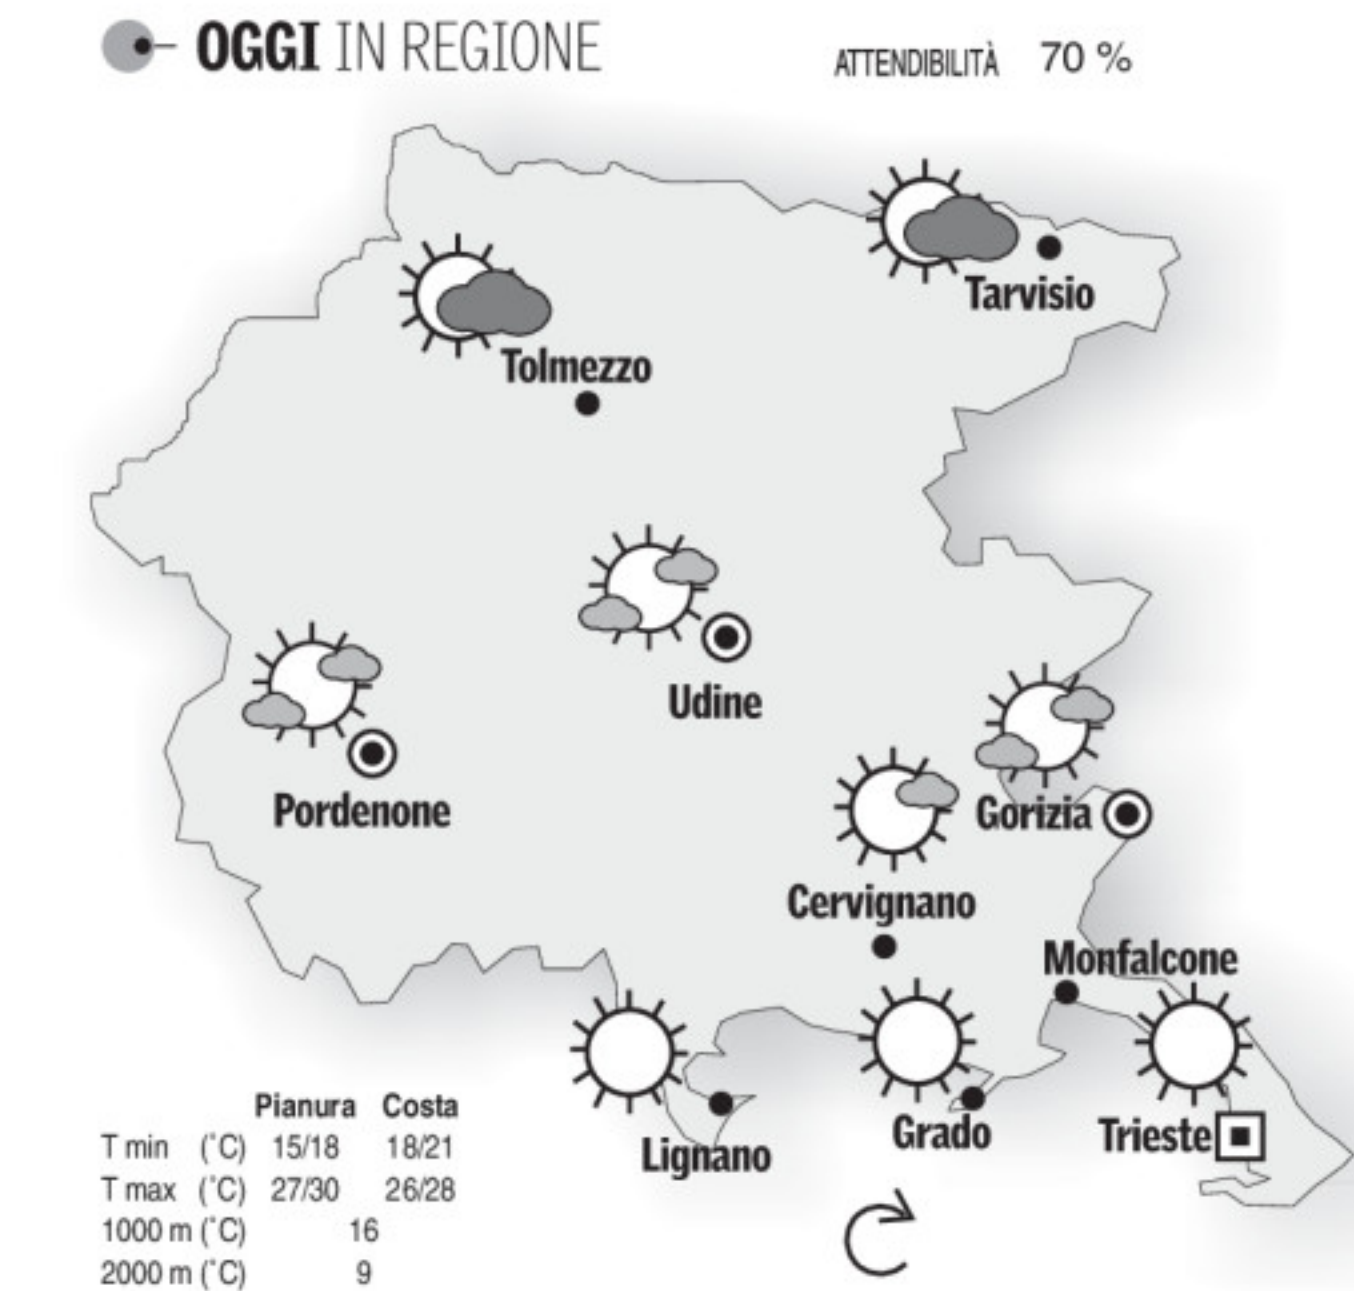 OGGI IN REGIONE
ATTENDIBILITÀ 70 %
Tarvisio
Tolmezzo
Udine
Pordenone
Gorizia
Cervignano
Monfalcone
Grado
Trieste
Lignano
Pianura Costa
T min (°C) 15/18 18/21
T max (°C) 27/30 26/28
1000 m (°C) 16
2000 m (°C) 9